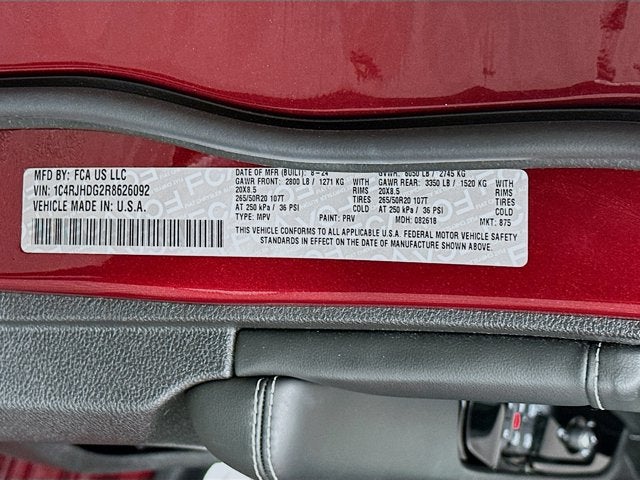 MFD BY: FCA US LLC
VIN: 1C4RJHDG2R8626092
VEHICLE MADE IN: U.S.A.
DATE OF MFR (BUILT): 8-24 GVWR: 6050 LB / 2745 KG
GAWR FRONT: 2800 LB / 1271 KG WITH GAWR REAR: 3350 LB / 1520 KG WITH
20X8.5 RIMS 20X8.5 RIMS
265/50R20 107T TIRES 265/50R20 107T TIRES
AT 250 kPa / 36 PSI COLD AT 250 kPa / 36 PSI COLD
TYPE: MPV PAINT: PRV MDH: 082618 MKT: 875
THIS VEHICLE CONFORMS TO ALL APPLICABLE U.S.A. FEDERAL MOTOR VEHICLE SAFETY
STANDARDS IN EFFECT ON THE DATE OF MANUFACTURE SHOWN ABOVE.